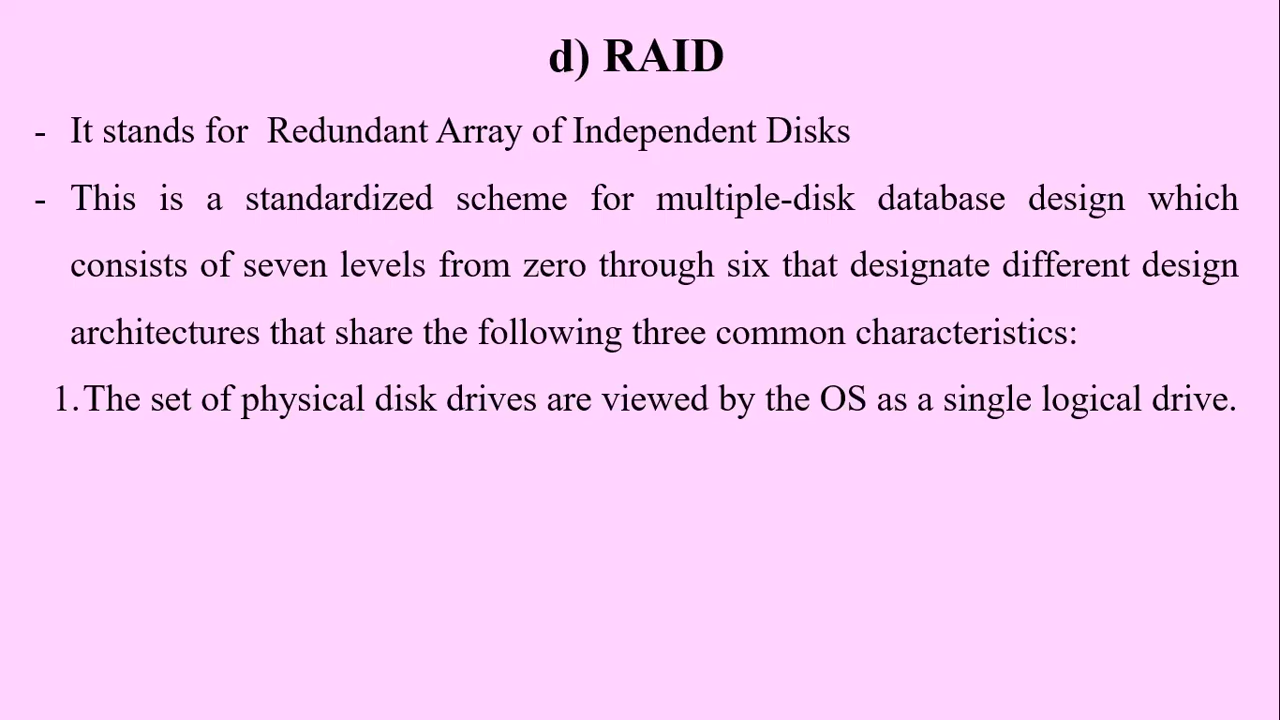 d) RAID
- It stands for  Redundant Array of Independent Disks
- This is a standardized scheme for multiple-disk database design which
consists of seven levels from zero through six that designate different design
architectures that share the following three common characteristics:
1.The set of physical disk drives are viewed by the OS as a single logical drive.